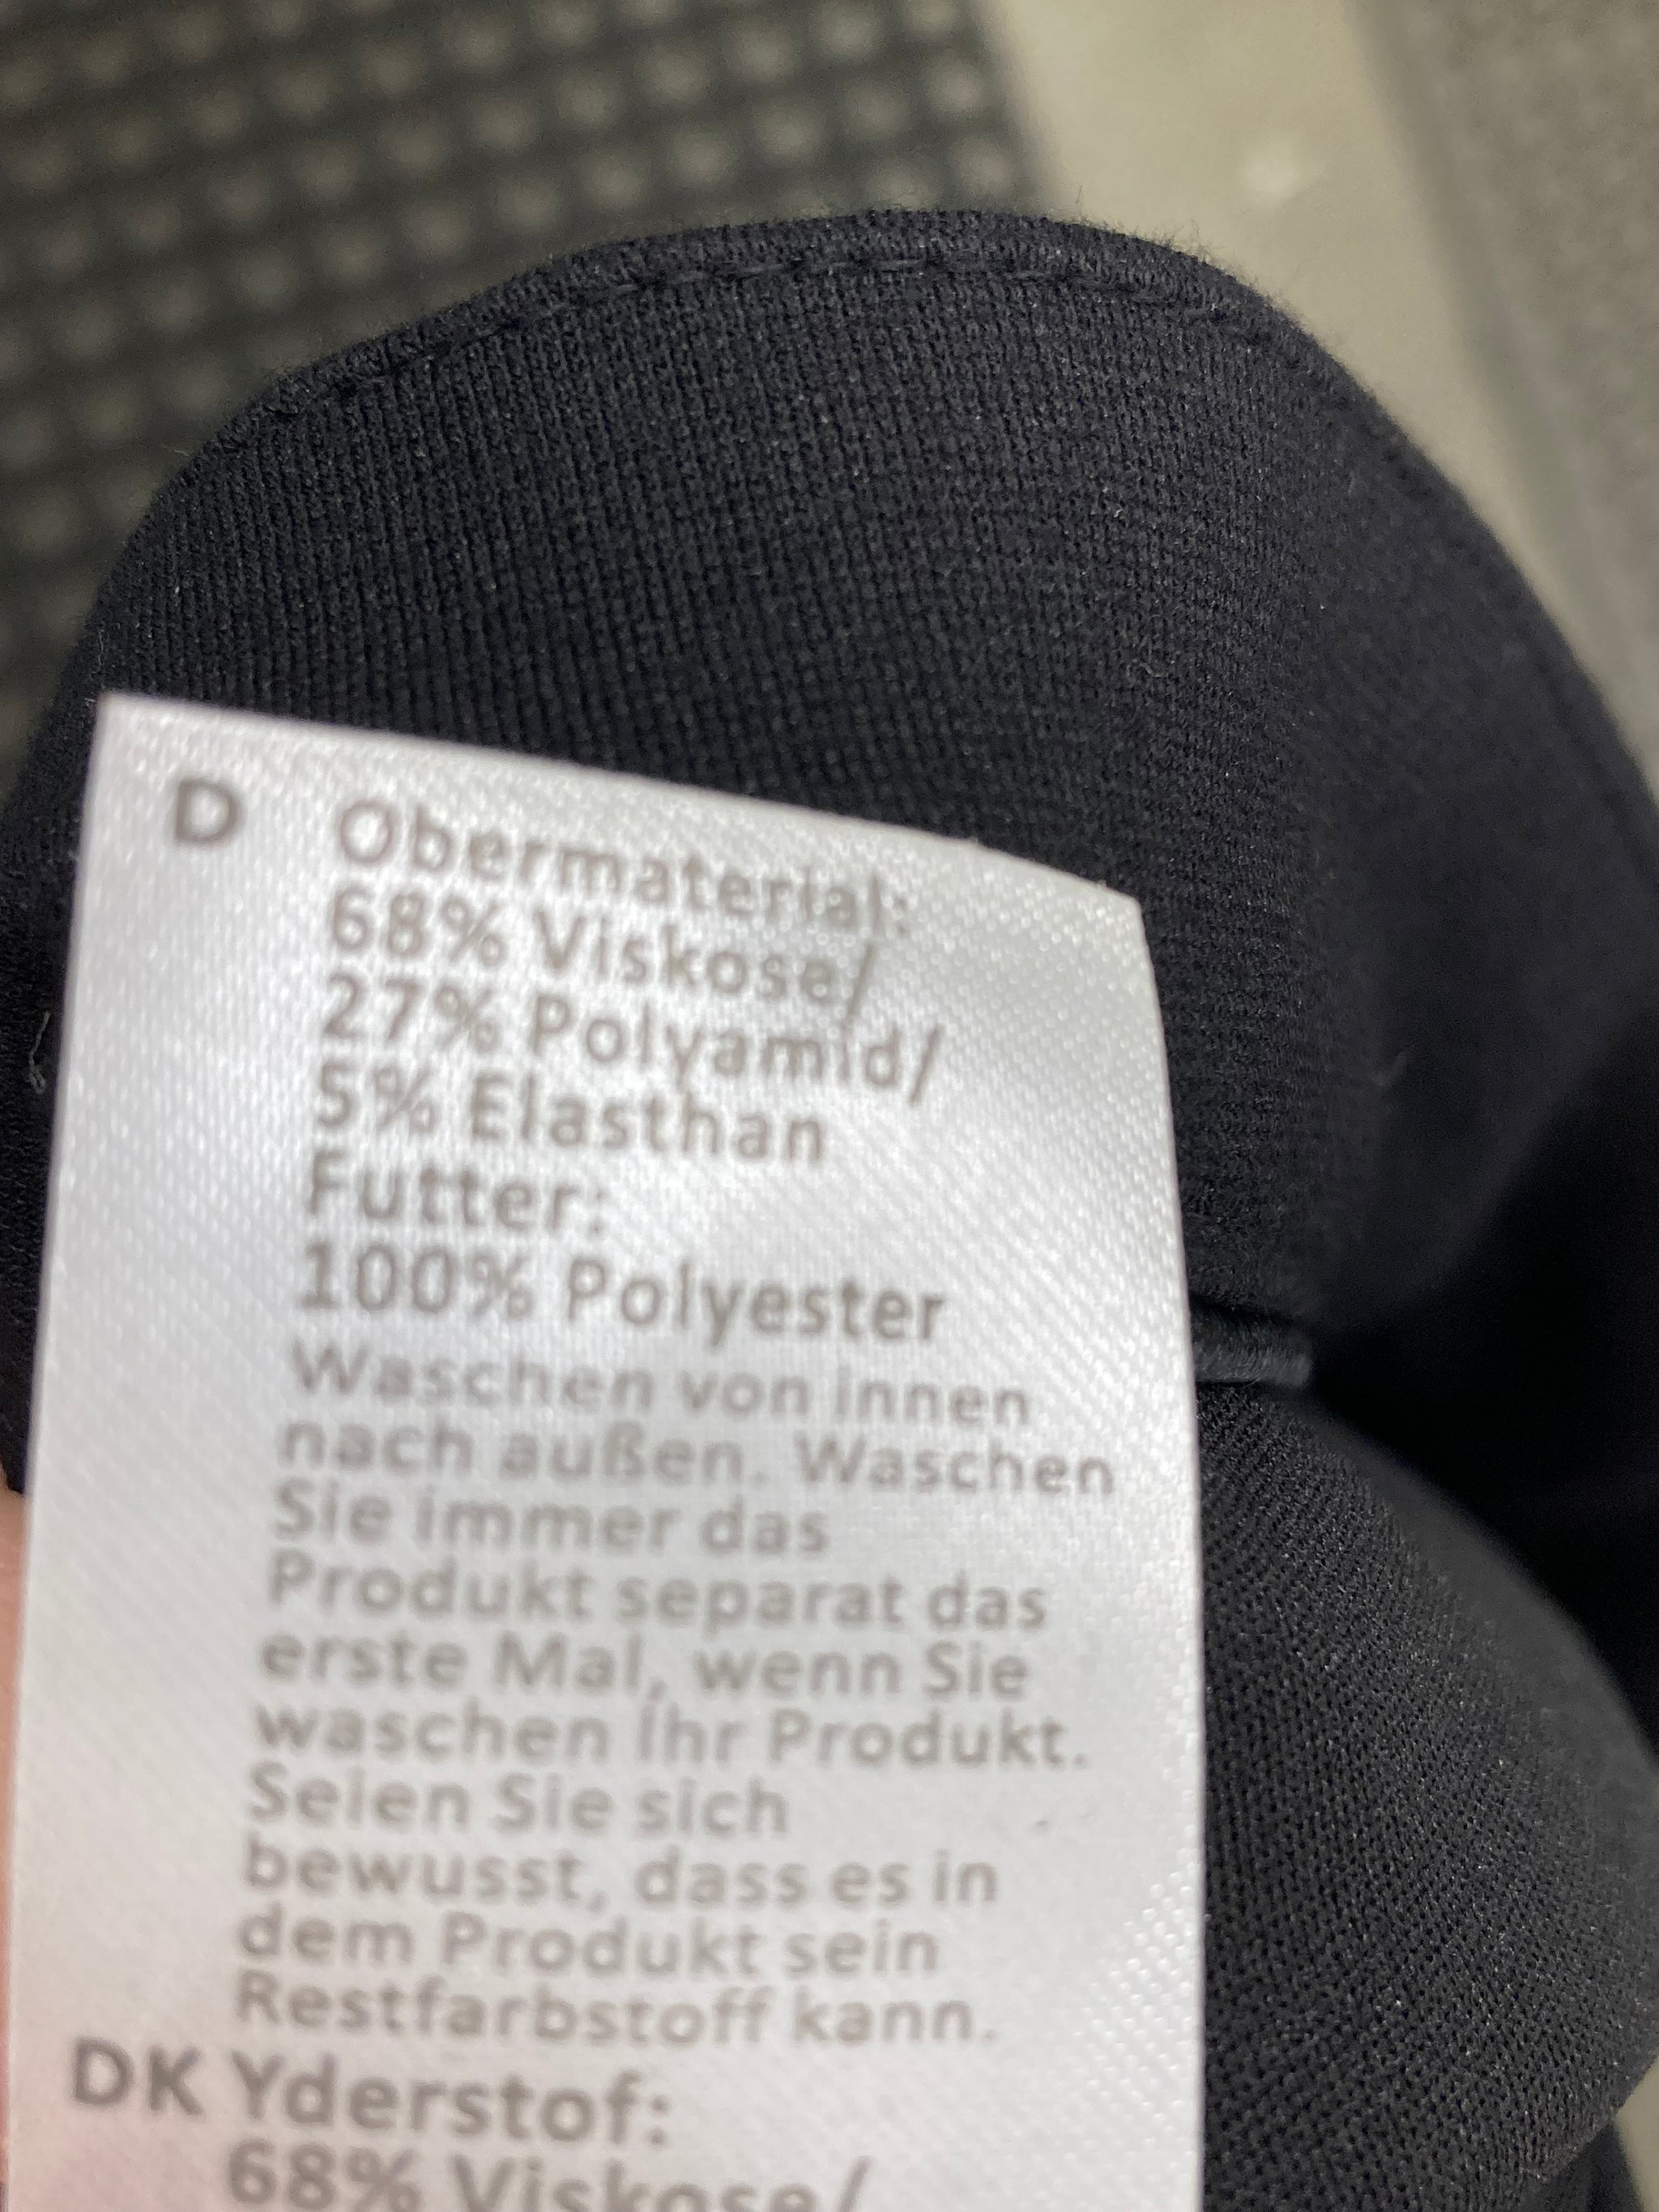 D Obermaterial:
68% Viskose/
27% Polyamid/
5% Elasthan
Futter:
100% Polyester
Waschen von innen
nach außen. Waschen
Sie immer das
Produkt separat das
erste Mal, wenn Sie
waschen Ihr Produkt.
Seien Sie sich
bewusst, dass es in
dem Produkt sein
Restfarbstoff kann.
DK Yderstof:
68% Viskose/